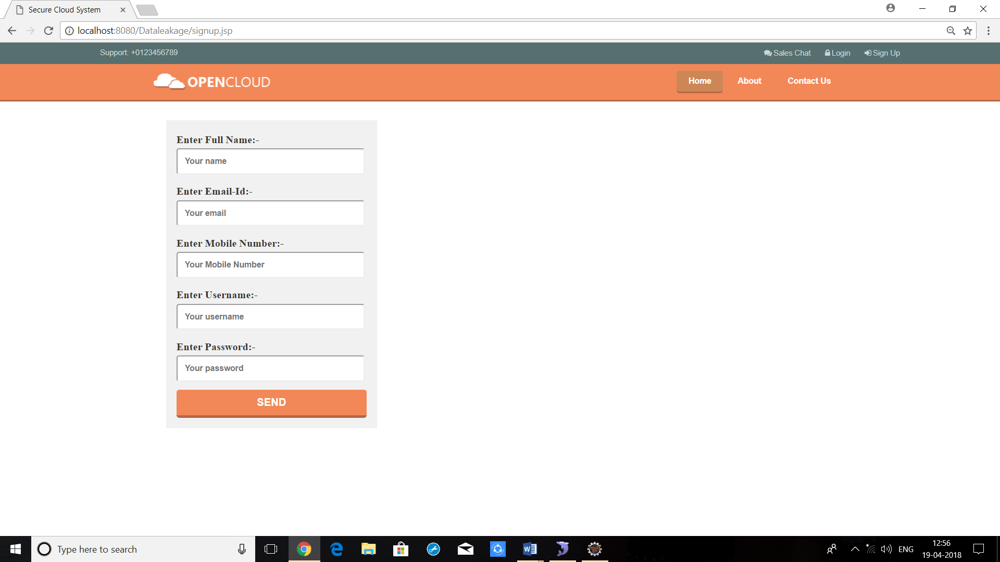 Secure Cloud System
localhost:8080/Dataleakage/signup.jsp
Support: +0123456789
Sales Chat Login Sign Up
OPENCLOUD
Home About Contact Us
Enter Full Name:-
Your name
Enter Email-Id:-
Your email
Enter Mobile Number:-
Your Mobile Number
Enter Username:-
Your username
Enter Password:-
Your password
SEND
Type here to search
ENG
12:56
19-04-2018